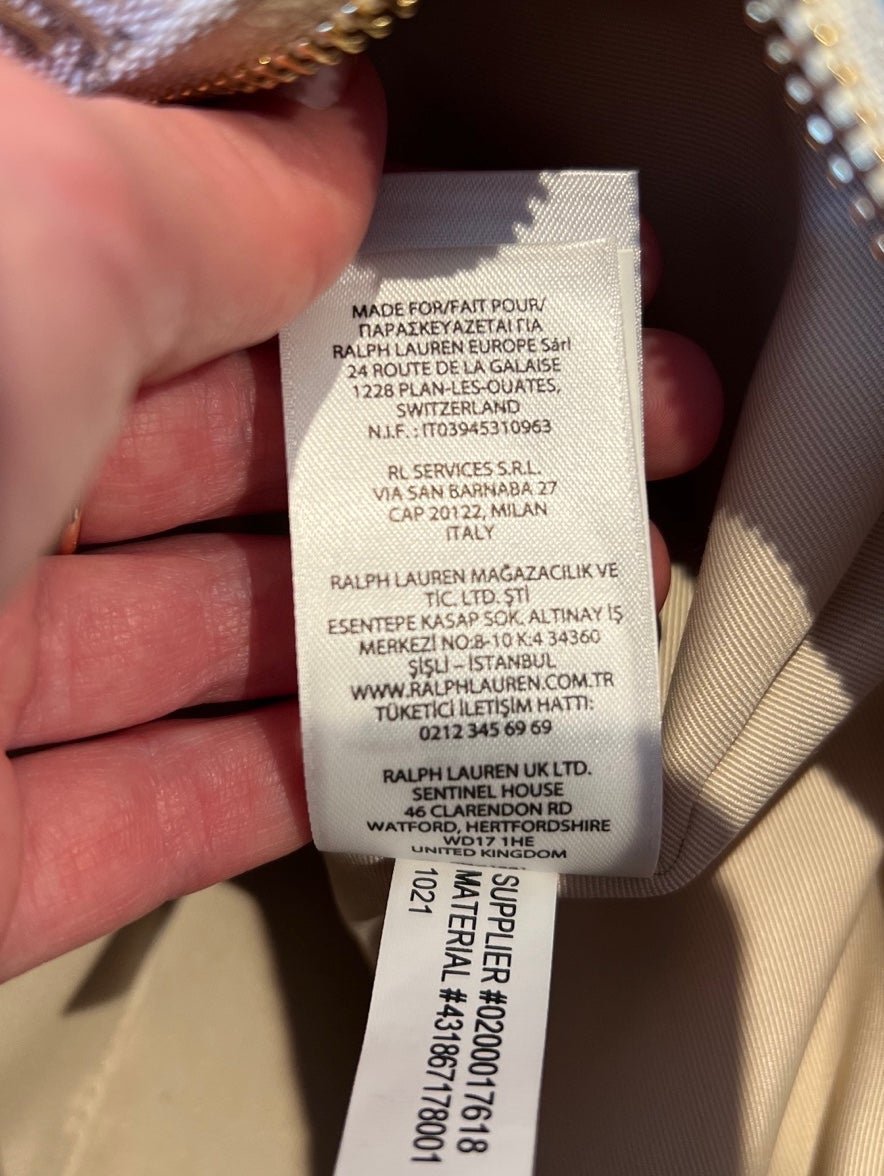 MADE FOR/FAIT POUR/
ΠΑΡΑΣΚΕΥΑΖΕΤΑΙ ΓΙΑ
RALPH LAUREN EUROPE Sárl
24 ROUTE DE LA GALAISE
1228 PLAN-LES-OUATES,
SWITZERLAND
N.I.F. : IT03945310963
RL SERVICES S.R.L.
VIA SAN BARNABA 27
CAP 20122, MILAN
ITALY
RALPH LAUREN MAĞAZACILIK VE
TİC. LTD. ŞTİ
ESENTEPE KASAP SOK. ALTINAY İŞ
MERKEZİ NO:8-10 K:4 34360
ŞİŞLİ – İSTANBUL
WWW.RALPHLAUREN.COM.TR
TÜKETİCİ İLETİŞİM HATTI:
0212 345 69 69
RALPH LAUREN UK LTD.
SENTINEL HOUSE
46 CLARENDON RD
WATFORD, HERTFORDSHIRE
WD17 1HE
UNITED KINGDOM
SUPPLIER #0200017618
MATERIAL #431867178001
1021